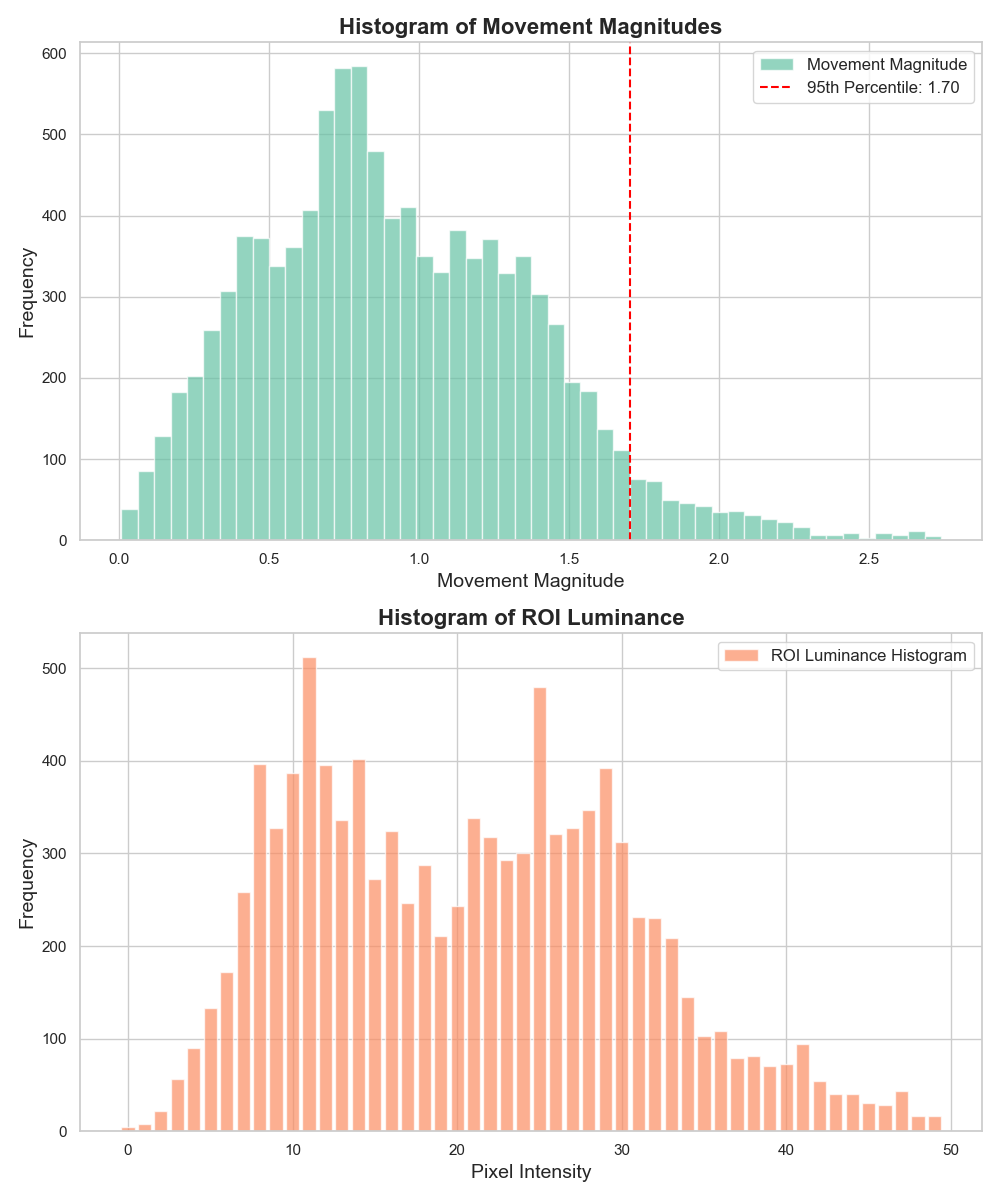 Histogram of Movement Magnitudes
Movement Magnitude
95th Percentile: 1.70
Frequency
600
500
400
300
200
100
0
0.0 0.5 1.0 1.5 2.0 2.5
Movement Magnitude
Histogram of ROI Luminance
ROI Luminance Histogram
Frequency
500
400
300
200
100
0
0 10 20 30 40 50
Pixel Intensity